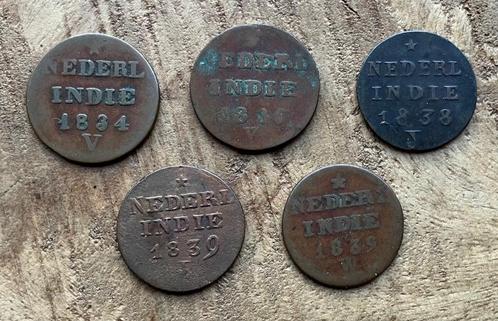 NEDERL
INDIE
1834
V
NEDERL
INDIE
V
NEDERL
INDIE
1838
J
NEDERL
INDIE
1839
NEDERL
INDIE
1839
W